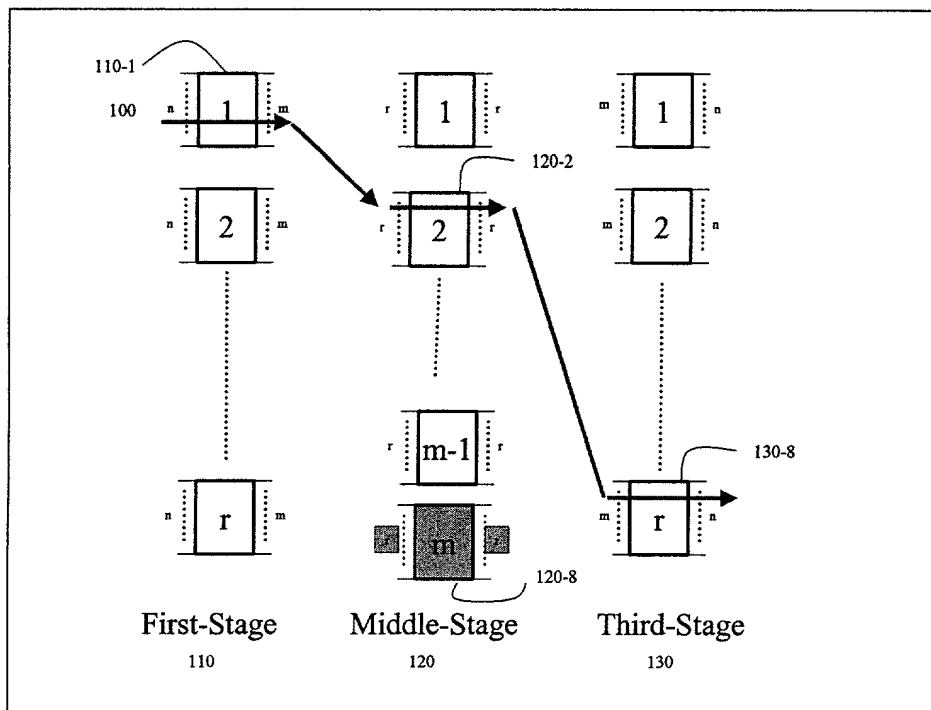 110-1
100
n 1 m
r 1 r
m 1 n
120-2
n 2 m
r 2 r
m 2 n
r m-1 r
130-8
n r m
m r n
r m r
120-8
First-Stage
Middle-Stage
Third-Stage
110
120
130